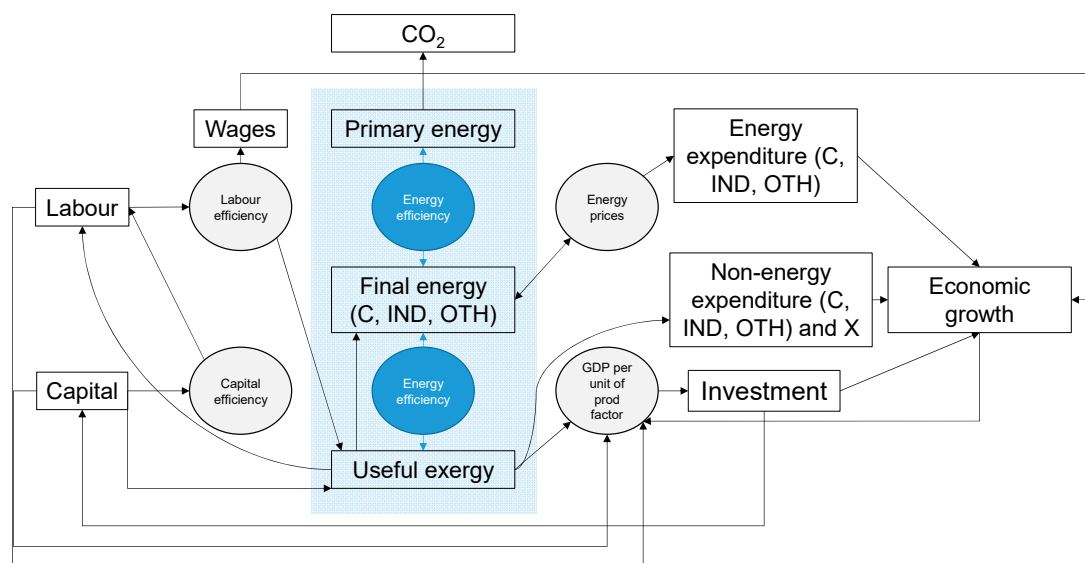 CO₂
Wages
Primary energy
Energy
expenditure (C,
IND, OTH)
Labour
Labour
efficiency
Energy
efficiency
Energy
prices
Final energy
(C, IND, OTH)
Non-energy
expenditure (C,
IND, OTH) and X
Economic
growth
Capital
Capital
efficiency
Energy
efficiency
GDP per
unit of
prod
factor
Investment
Useful exergy